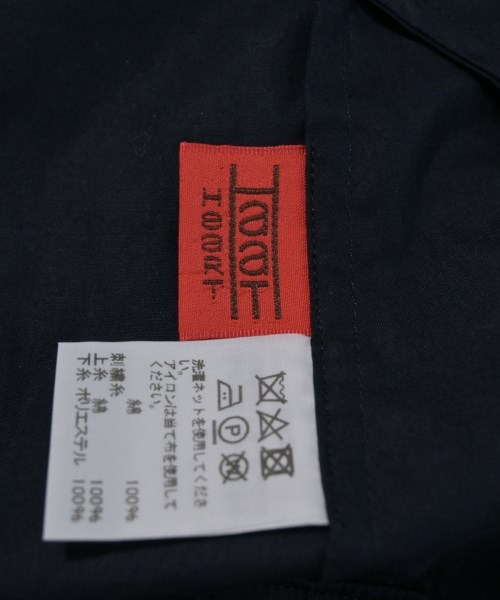 Haat
HaaT
P
洗濯ネットを使用してくださ
い。
アイロンは当て布を使用して
ください。
刺繍糸 綿 100%
上糸 綿 100%
下糸 ポリエステル 100%